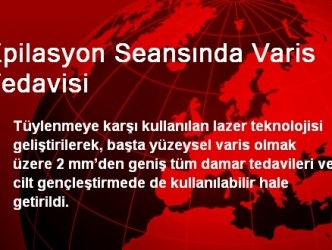 Epilasyon Seansında Varis
Tedavisi
Tüylenmeye karşı kullanılan lazer teknolojisi
geliştirilerek, başta yüzeysel varis olmak
üzere 2 mm’den geniş tüm damar tedavileri ve
cilt gençleştirmede de kullanılabilir hale
getirildi.